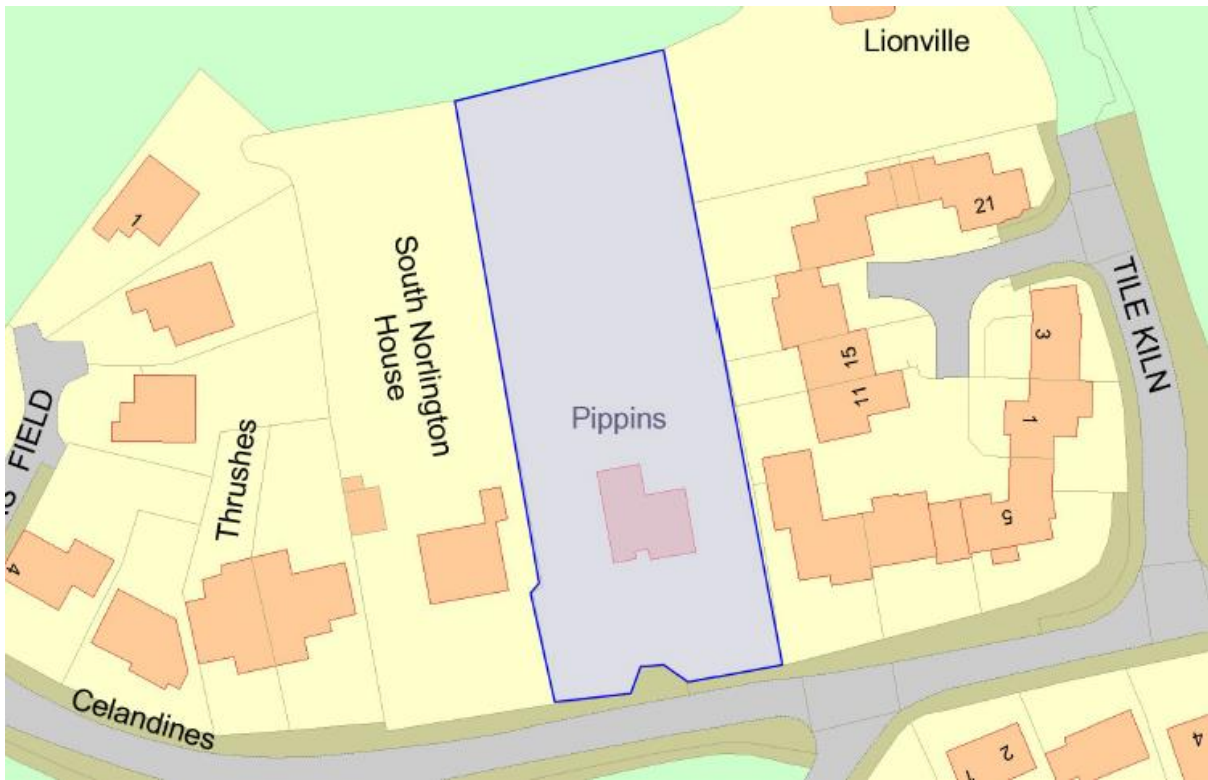 Lionville
1
21
South Norlington
House
TILE KILN
3
15
11
Pippins
FIELD
1
Thrushes
5
4
Celandines
2
4